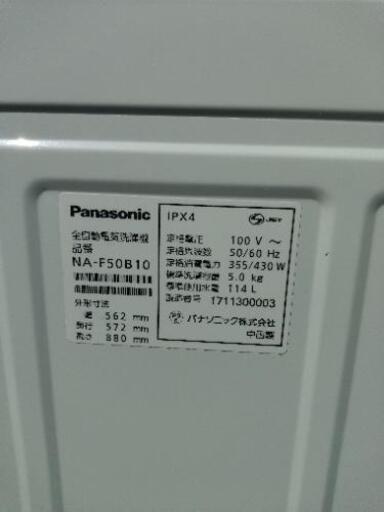 Panasonic
全自動電気洗濯機
品番
NA-F50B10
外形寸法
幅 562 mm
奥行 572 mm
高さ 880 mm
IPX4
JET
定格電圧 100 V ～
定格周波数 50/60 Hz
定格消費電力 355/430 W
標準洗濯容量 5.0 kg
標準使用水量 114 L
製造番号 1711300003
パナソニック株式会社
中国製